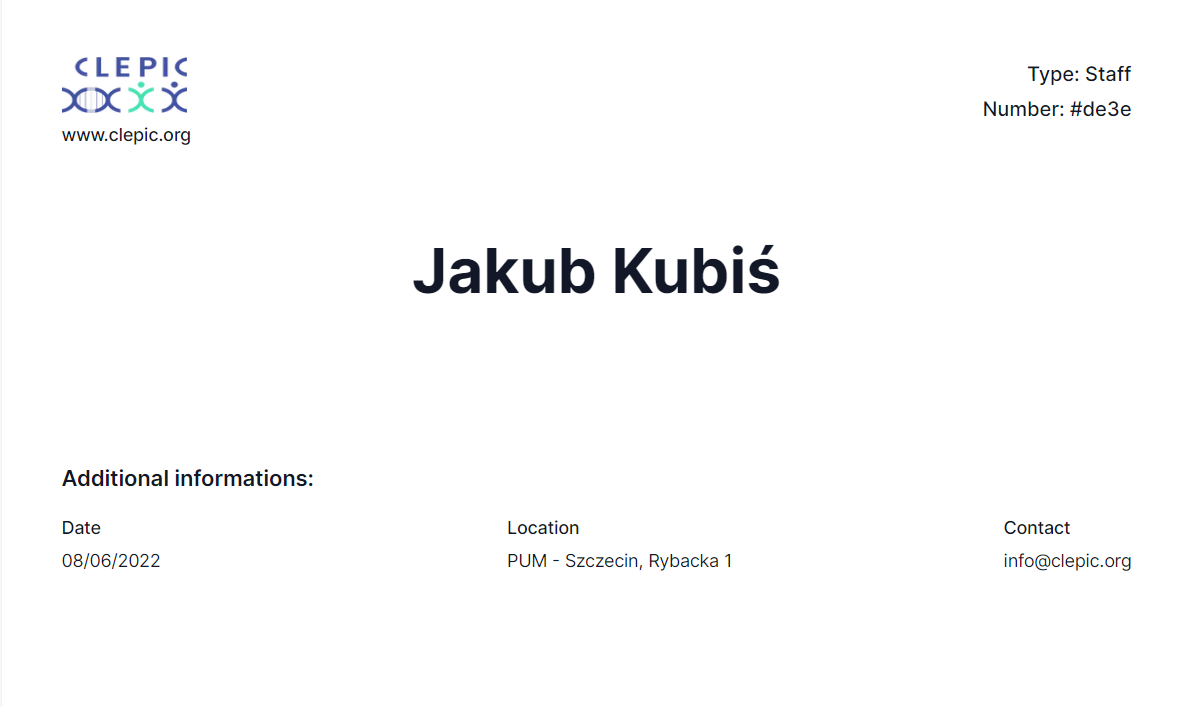 CLEPIC
www.clepic.org
Type: Staff
Number: #de3e
Jakub Kubiś
Additional informations:
Date
08/06/2022
Location
PUM - Szczecin, Rybacka 1
Contact
info@clepic.org